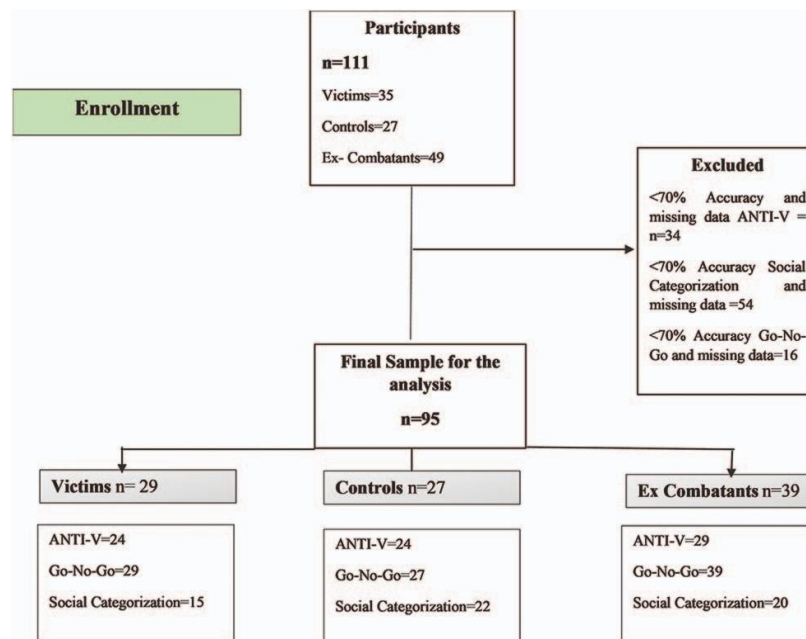 Participants
n=111
Victims=35
Controls=27
Ex- Combatants=49
Enrollment
Excluded
<70% Accuracy and
missing data ANTI-V =
n=34
<70% Accuracy Social
Categorization and
missing data =54
<70% Accuracy Go-No-
Go and missing data=16
Final Sample for the
analysis
n=95
Victims n= 29
ANTI-V=24
Go-No-Go=29
Social Categorization=15
Controls n=27
ANTI-V=24
Go-No-Go=27
Social Categorization=22
Ex Combatants n=39
ANTI-V=29
Go-No-Go=39
Social Categorization=20